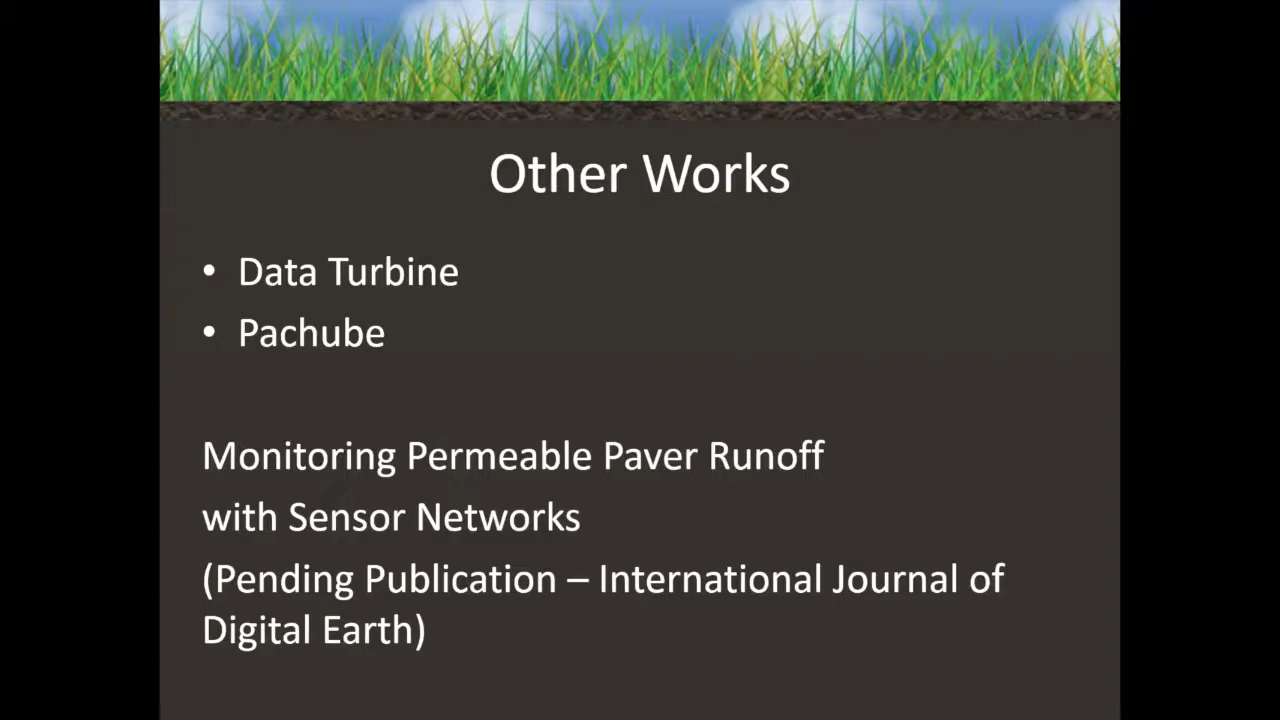 Other Works
• Data Turbine
• Pachube
Monitoring Permeable Paver Runoff
with Sensor Networks
(Pending Publication – International Journal of
Digital Earth)